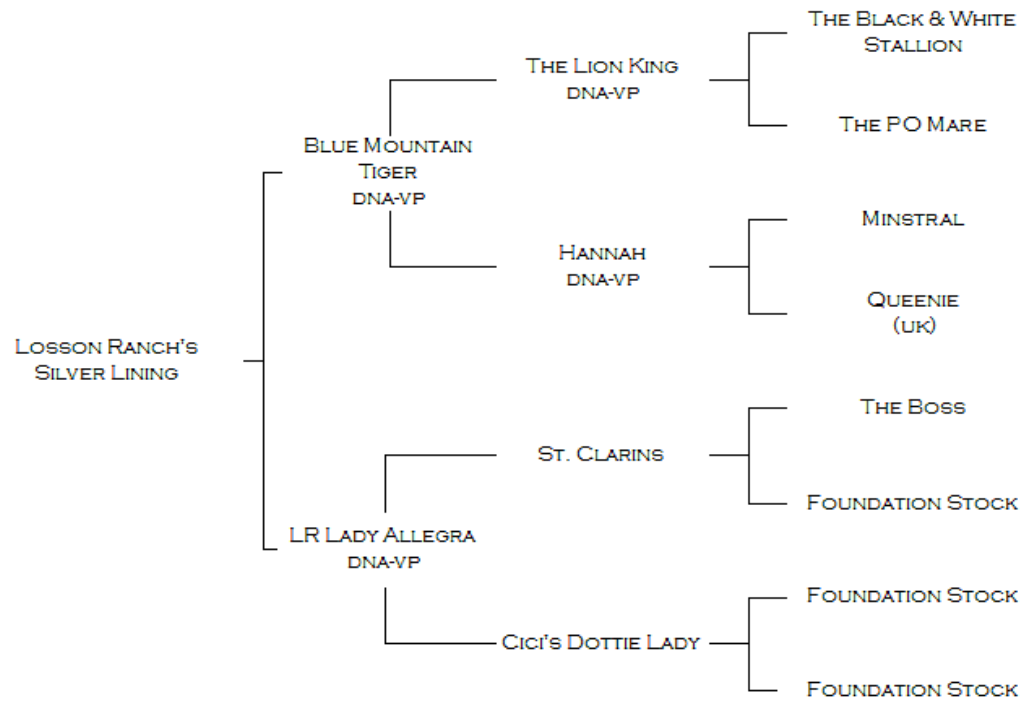 The Black & White
Stallion
The Lion King
DNA-VP
The PO Mare
Blue Mountain
Tiger
DNA-VP
Minstral
Hannah
DNA-VP
Queenie
(UK)
Losson Ranch's
Silver Lining
The Boss
St. Clarins
Foundation Stock
LR Lady Allegra
DNA-VP
Foundation Stock
Cici's Dottie Lady
Foundation Stock